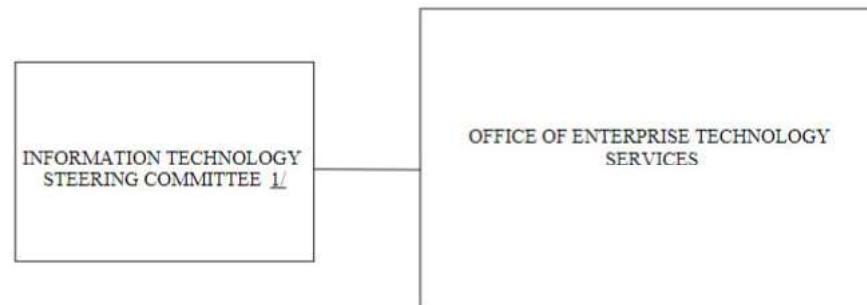 INFORMATION TECHNOLOGY
STEERING COMMITTEE 1/
OFFICE OF ENTERPRISE TECHNOLOGY
SERVICES